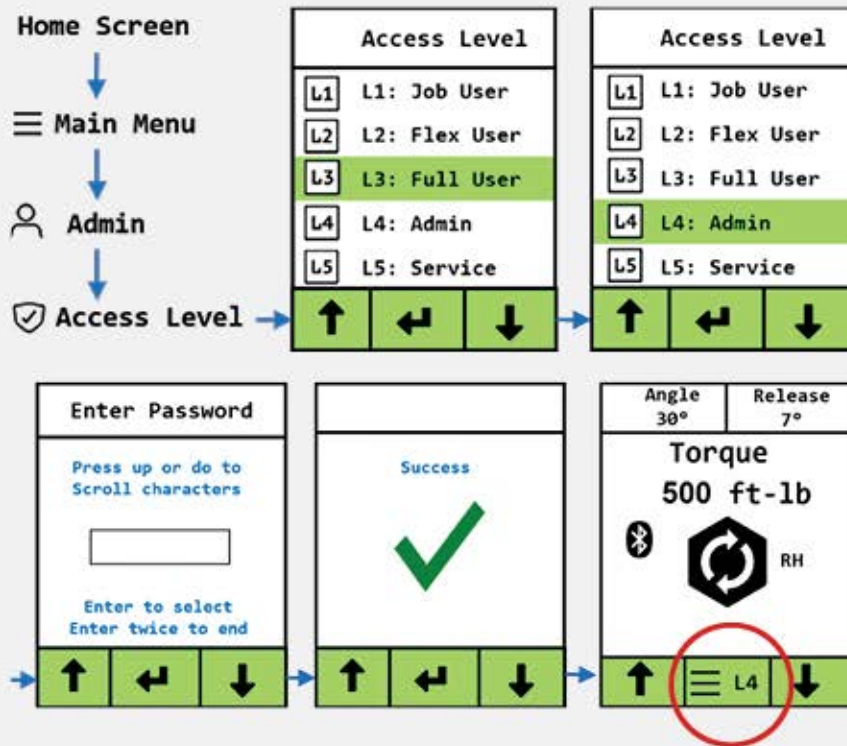 Home Screen
Main Menu
Admin
Access Level
Access Level
L1 L1: Job User
L2 L2: Flex User
L3 L3: Full User
L4 L4: Admin
L5 L5: Service
Access Level
L1 L1: Job User
L2 L2: Flex User
L3 L3: Full User
L4 L4: Admin
L5 L5: Service
Enter Password
Press up or do to
Scroll characters
Enter to select
Enter twice to end
Success
Angle
30°
Release
7°
Torque
500 ft-lb
RH
L4